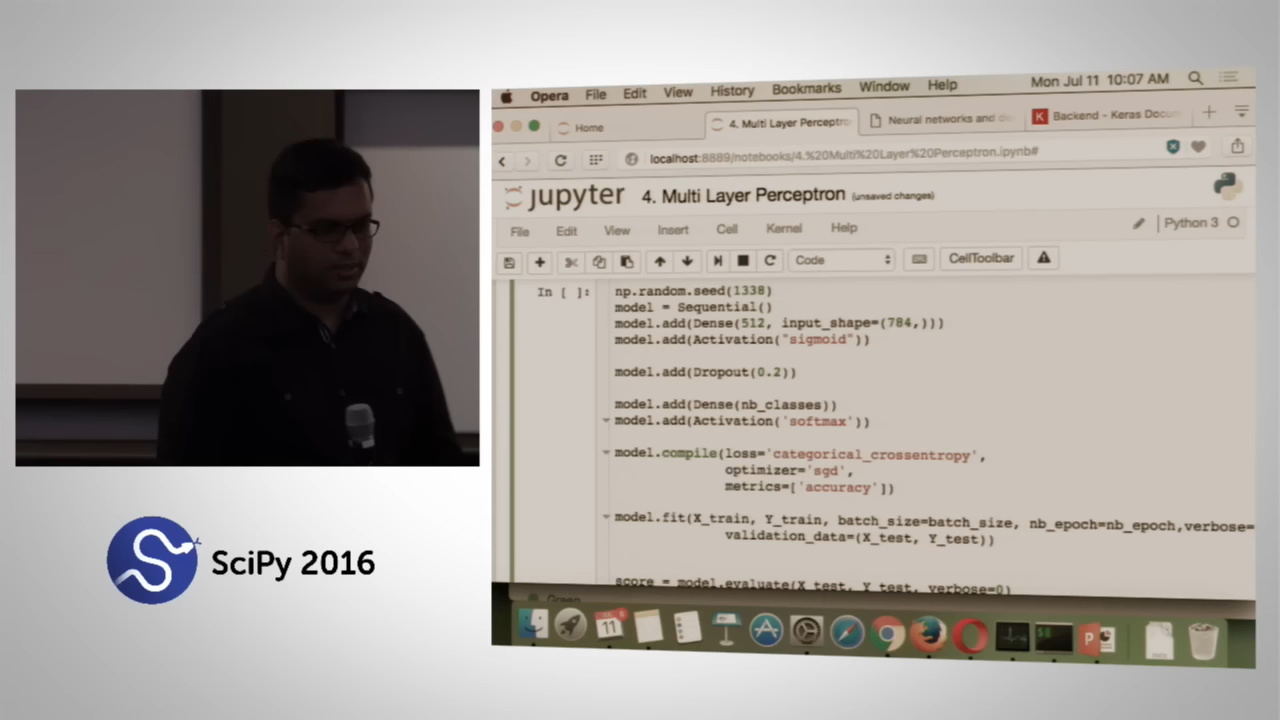 Opera File Edit View History Bookmarks Window Help Mon Jul 11 10:07 AM
Home 4. Multi Layer Perceptro Neural networks and Backend - Keras Docu
localhost:8889/notebooks/4.%20Multi%20Layer%20Perceptron.ipynb#
jupyter 4. Multi Layer Perceptron (unsaved changes)
File Edit View Insert Cell Kernel Help Python 3
Code CellToolbar
In [ ]: np.random.seed(1338)
model = Sequential()
model.add(Dense(512, input_shape=(784,)))
model.add(Activation("sigmoid"))
model.add(Dropout(0.2))
model.add(Dense(nb_classes))
model.add(Activation('softmax'))
model.compile(loss='categorical_crossentropy',
optimizer='sgd',
metrics=['accuracy'])
model.fit(X_train, Y_train, batch_size=batch_size, nb_epoch=nb_epoch,verbose=
validation_data=(X_test, Y_test))
score = model.evaluate(X_test, Y_test, verbose=0)
Green
11
SciPy 2016